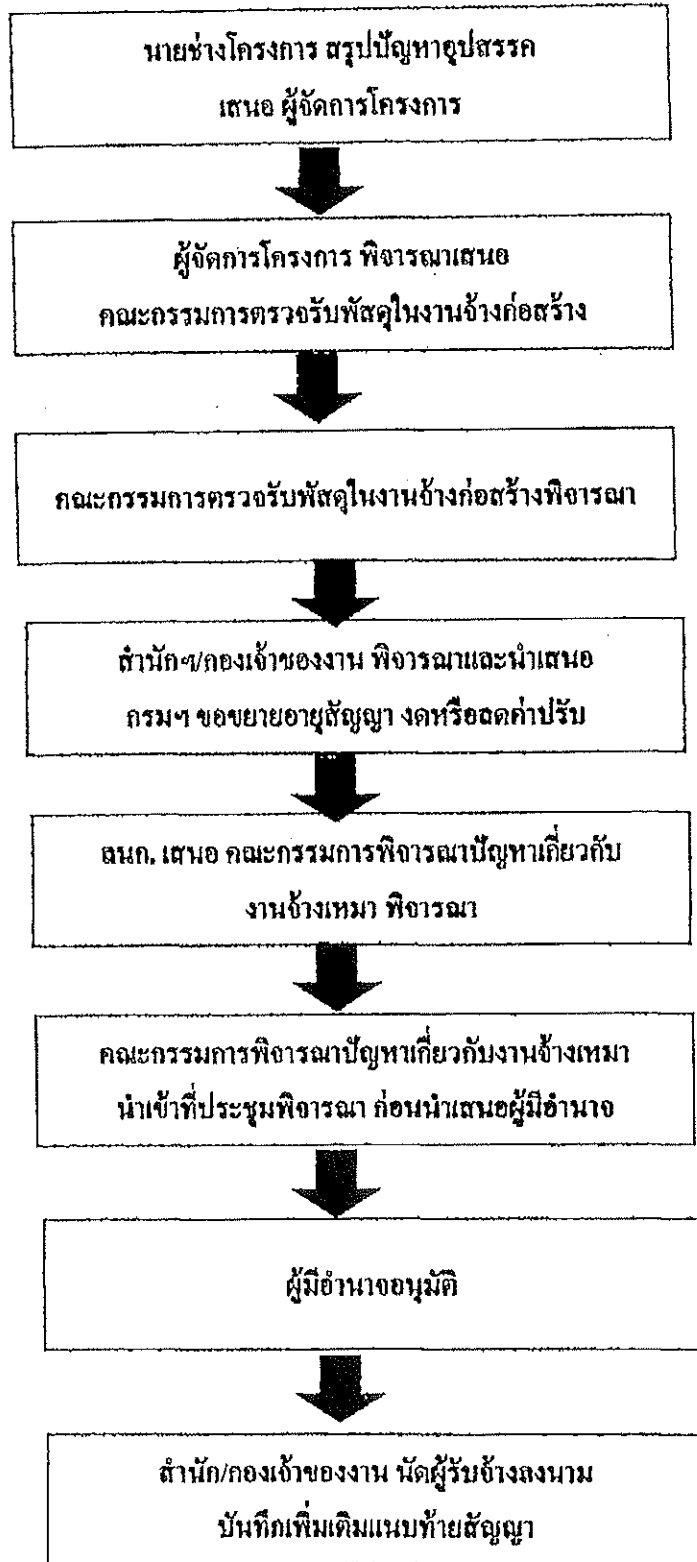 นายช่างโครงการ สรุปปัญหาอุปสรรค
เสนอ ผู้จัดการโครงการ
ผู้จัดการโครงการ พิจารณาเสนอ
คณะกรรมการตรวจรับพัสดุในงานจ้างก่อสร้าง
คณะกรรมการตรวจรับพัสดุในงานจ้างก่อสร้างพิจารณา
สำนักฯ/กองเจ้าของงาน พิจารณาและนำเสนอ
กรมฯ ขอขยายอายุสัญญา งดหรือลดค่าปรับ
สนก. เสนอ คณะกรรมการพิจารณาปัญหาเกี่ยวกับ
งานจ้างเหมา พิจารณา
คณะกรรมการพิจารณาปัญหาเกี่ยวกับงานจ้างเหมา
นำเข้าที่ประชุมพิจารณา ก่อนนำเสนอผู้มีอำนาจ
ผู้มีอำนาจอนุมัติ
สำนัก/กองเจ้าของงาน นัดผู้รับจ้างลงนาม
บันทึกเพิ่มเติมแนบท้ายสัญญา